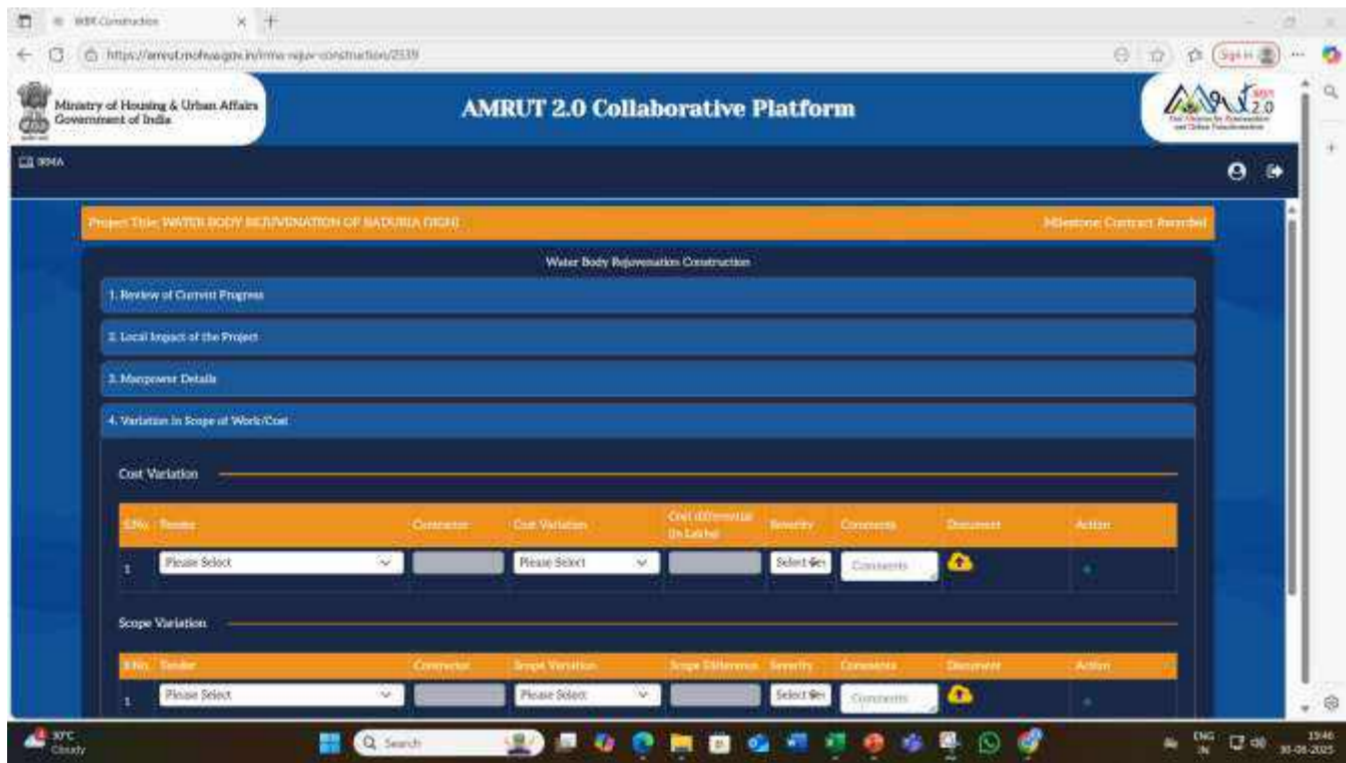 WBR Construction
Sign in
Ministry of Housing & Urban Affairs
Government of India
AMRUT 2.0 Collaborative Platform
2.0
IRMA
Project Title: WATER BODY REJUVENATION OF BADURIA DIGHI
Milestone: Contract Awarded
Water Body Rejuvenation Construction
1. Review of Current Progress
2. Local Impact of the Project
3. Manpower Details
4. Variation in Scope of Work/Cost
Cost Variation
S.No. Tender Contractor Cost Variation Cost differential (in Lakhs) Severity Comments Document Action
1 Please Select Please Select Select Comments
Scope Variation
S.No. Tender Contractor Scope Variation Scope Difference Severity Comments Document Action
1 Please Select Please Select Select Comments
30°C
Cloudy
Search
ENG
IN
19:46
30-08-2025